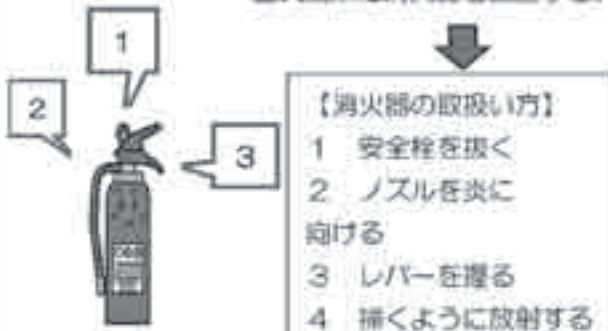 1
2
3
【消火器の取扱い方】
1 安全栓を抜く
2 ノズルを炎に
向ける
3 レバーを握る
4 掃くように放射する